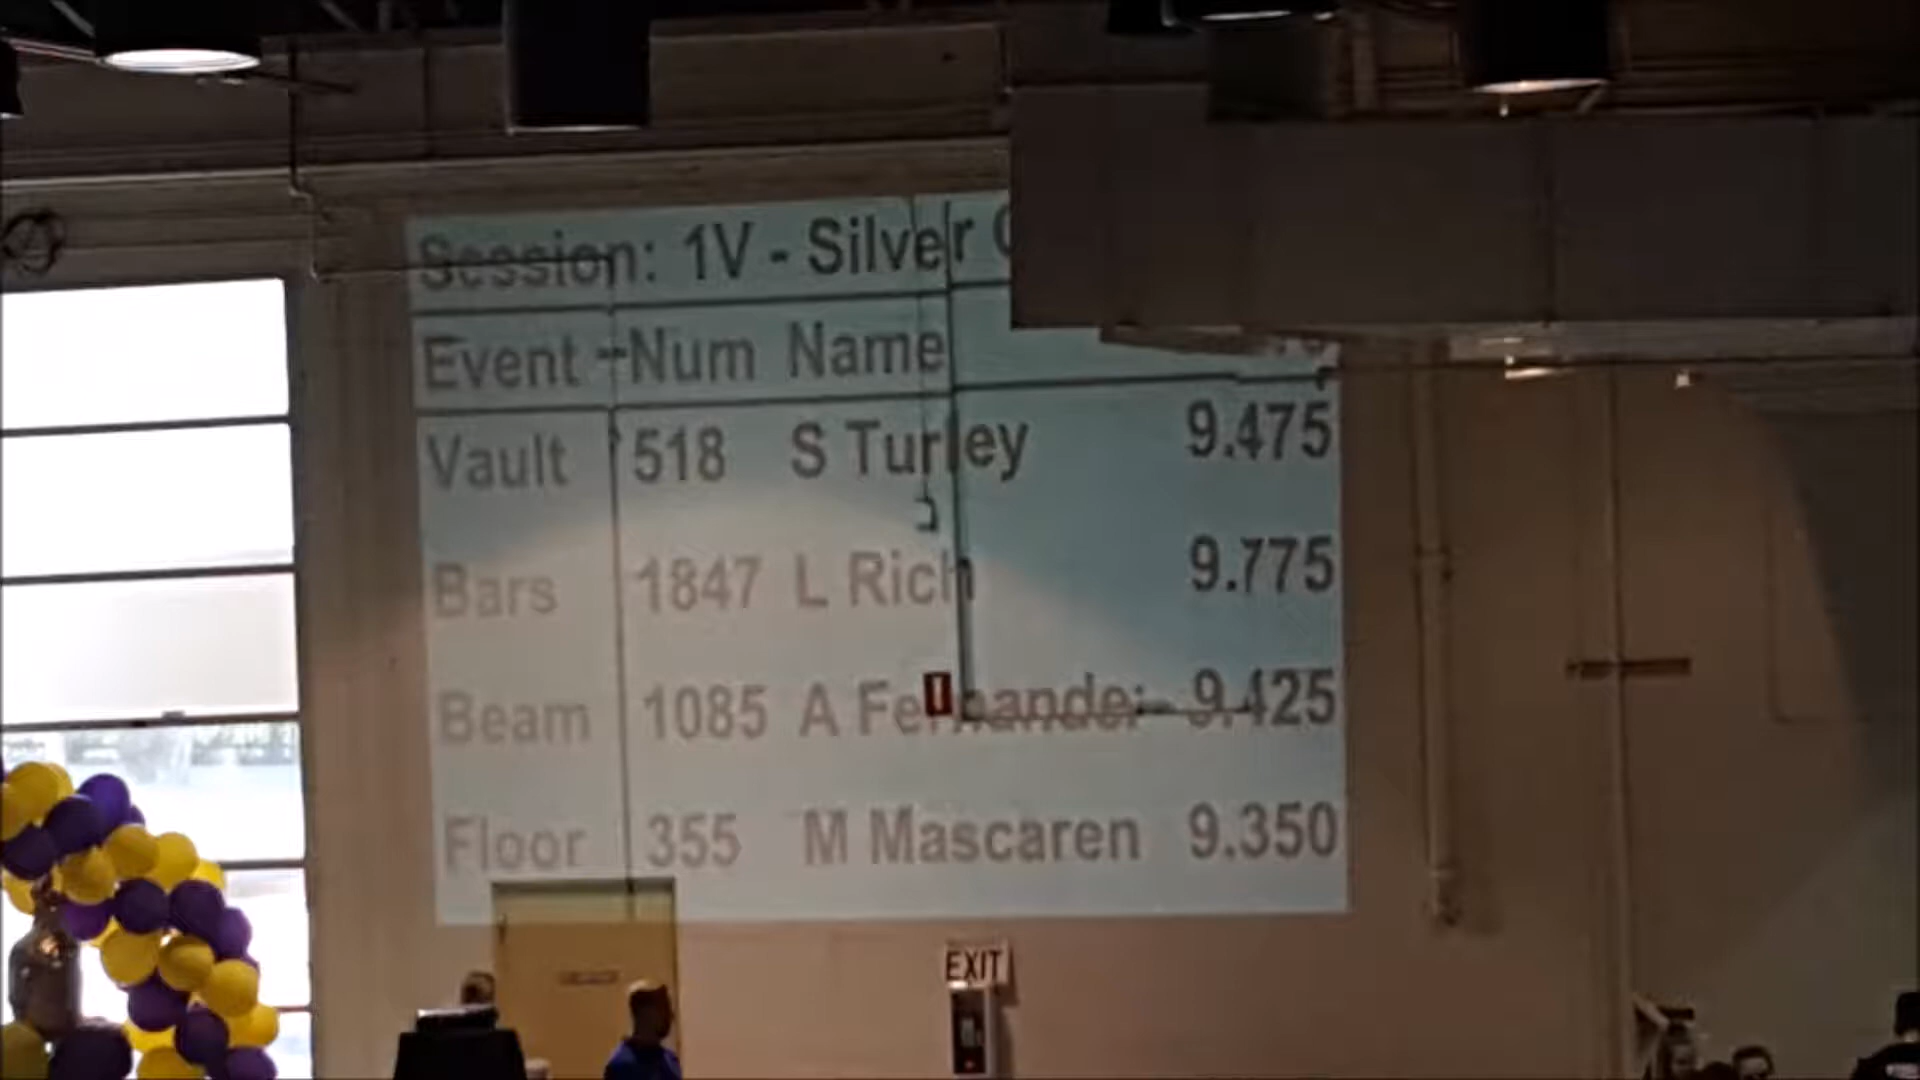 Session: 1V - Silver
Event Num Name
Vault 518 S Turley 9.475
Bars 1847 L Rich 9.775
Beam 1085 A Fernandez 9.425
Floor 355 M Mascaren 9.350
EXIT